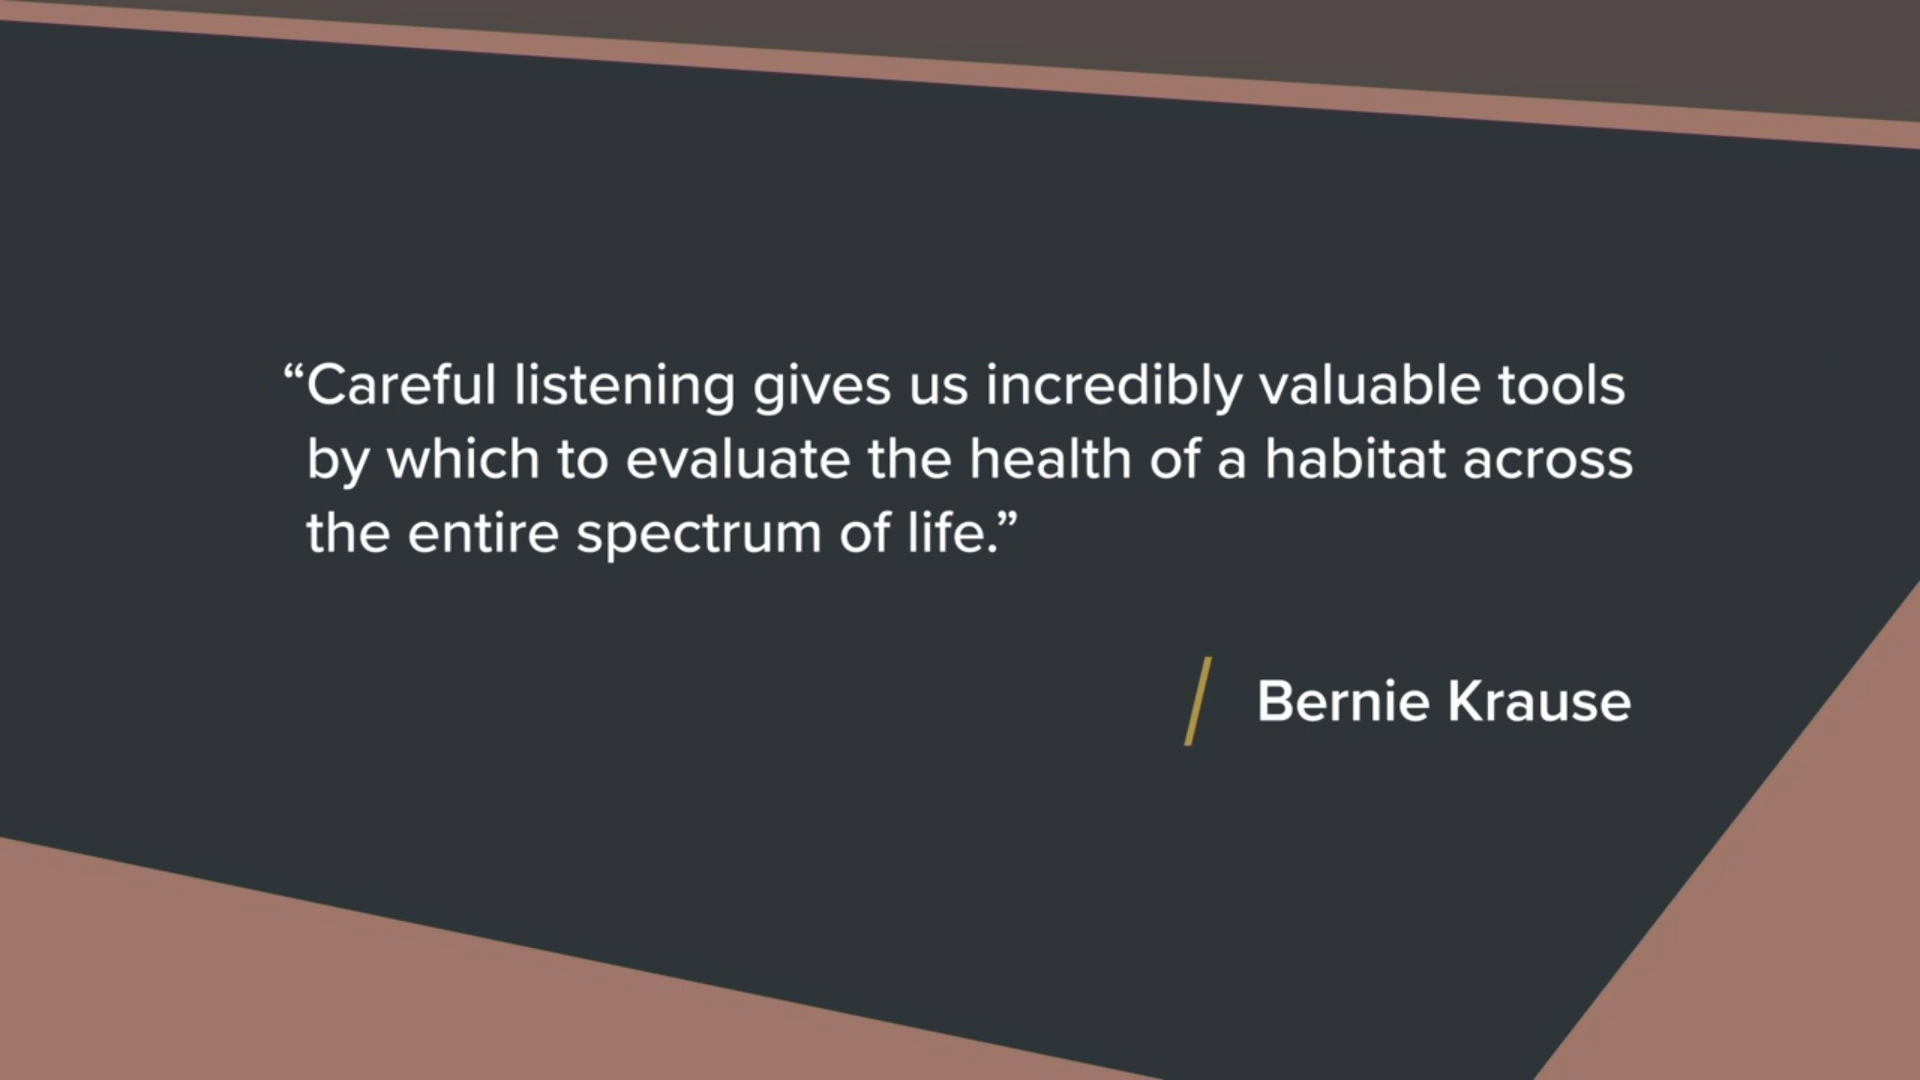 “Careful listening gives us incredibly valuable tools
by which to evaluate the health of a habitat across
the entire spectrum of life.”
Bernie Krause